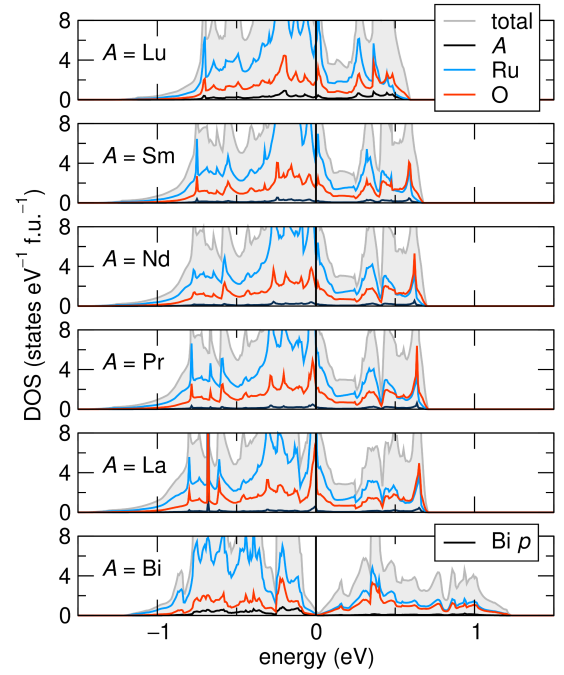 8
4
0
A = Lu
total
A
Ru
O
8
4
0
A = Sm
8
4
0
A = Nd
8
4
0
A = Pr
8
4
0
A = La
8
4
0
A = Bi
Bi p
−1 0 1
energy (eV)
DOS (states eV⁻¹ f.u.⁻¹)